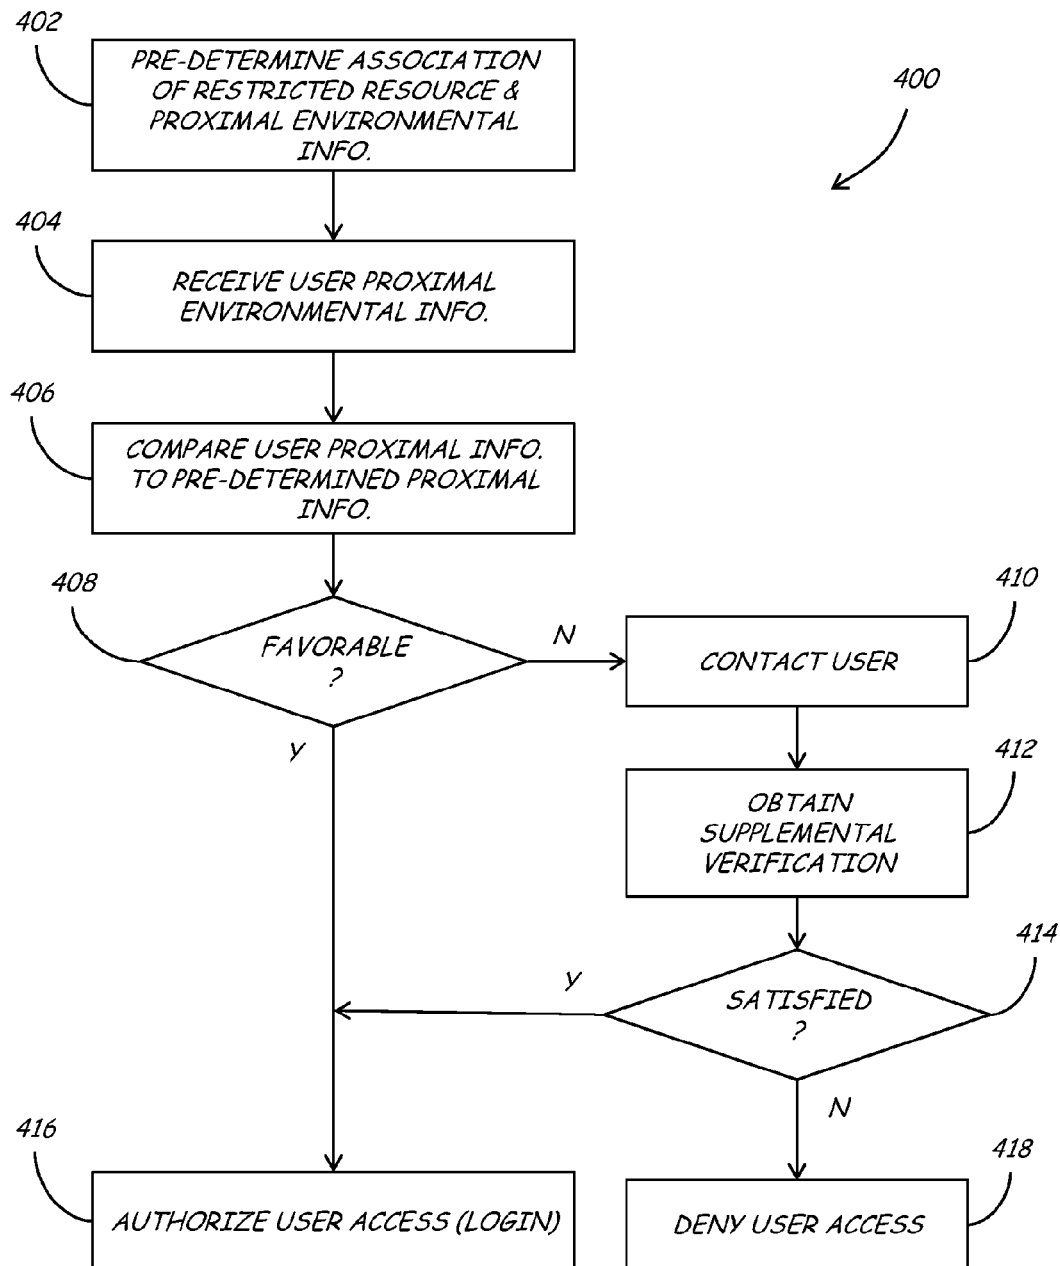 402
PRE-DETERMINE ASSOCIATION
OF RESTRICTED RESOURCE &
PROXIMAL ENVIRONMENTAL
INFO.
400
404
RECEIVE USER PROXIMAL
ENVIRONMENTAL INFO.
406
COMPARE USER PROXIMAL INFO.
TO PRE-DETERMINED PROXIMAL
INFO.
408
FAVORABLE
?
N
Y
410
CONTACT USER
412
OBTAIN
SUPPLEMENTAL
VERIFICATION
414
SATISFIED
?
Y
N
416
AUTHORIZE USER ACCESS (LOGIN)
418
DENY USER ACCESS